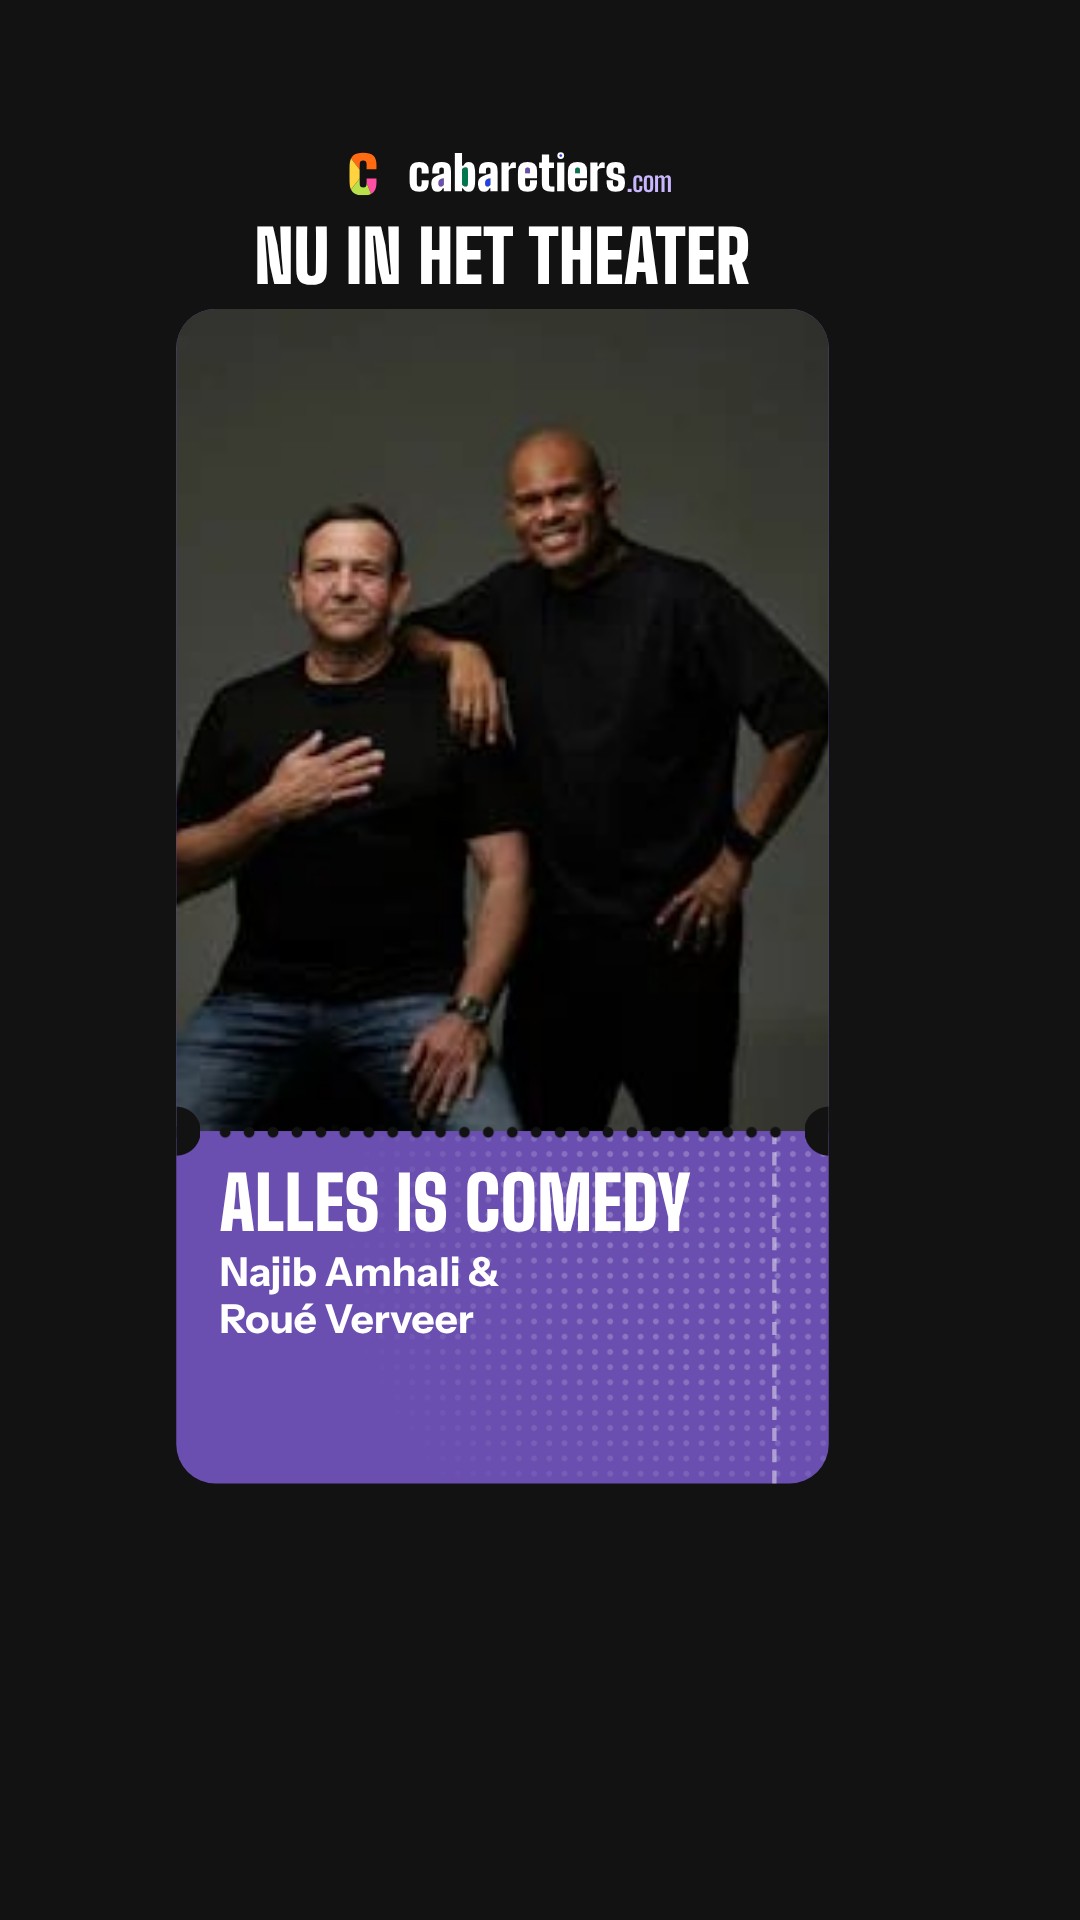 cabaretiers.com
NU IN HET THEATER
ALLES IS COMEDY
Najib Amhali &
Roué Verveer